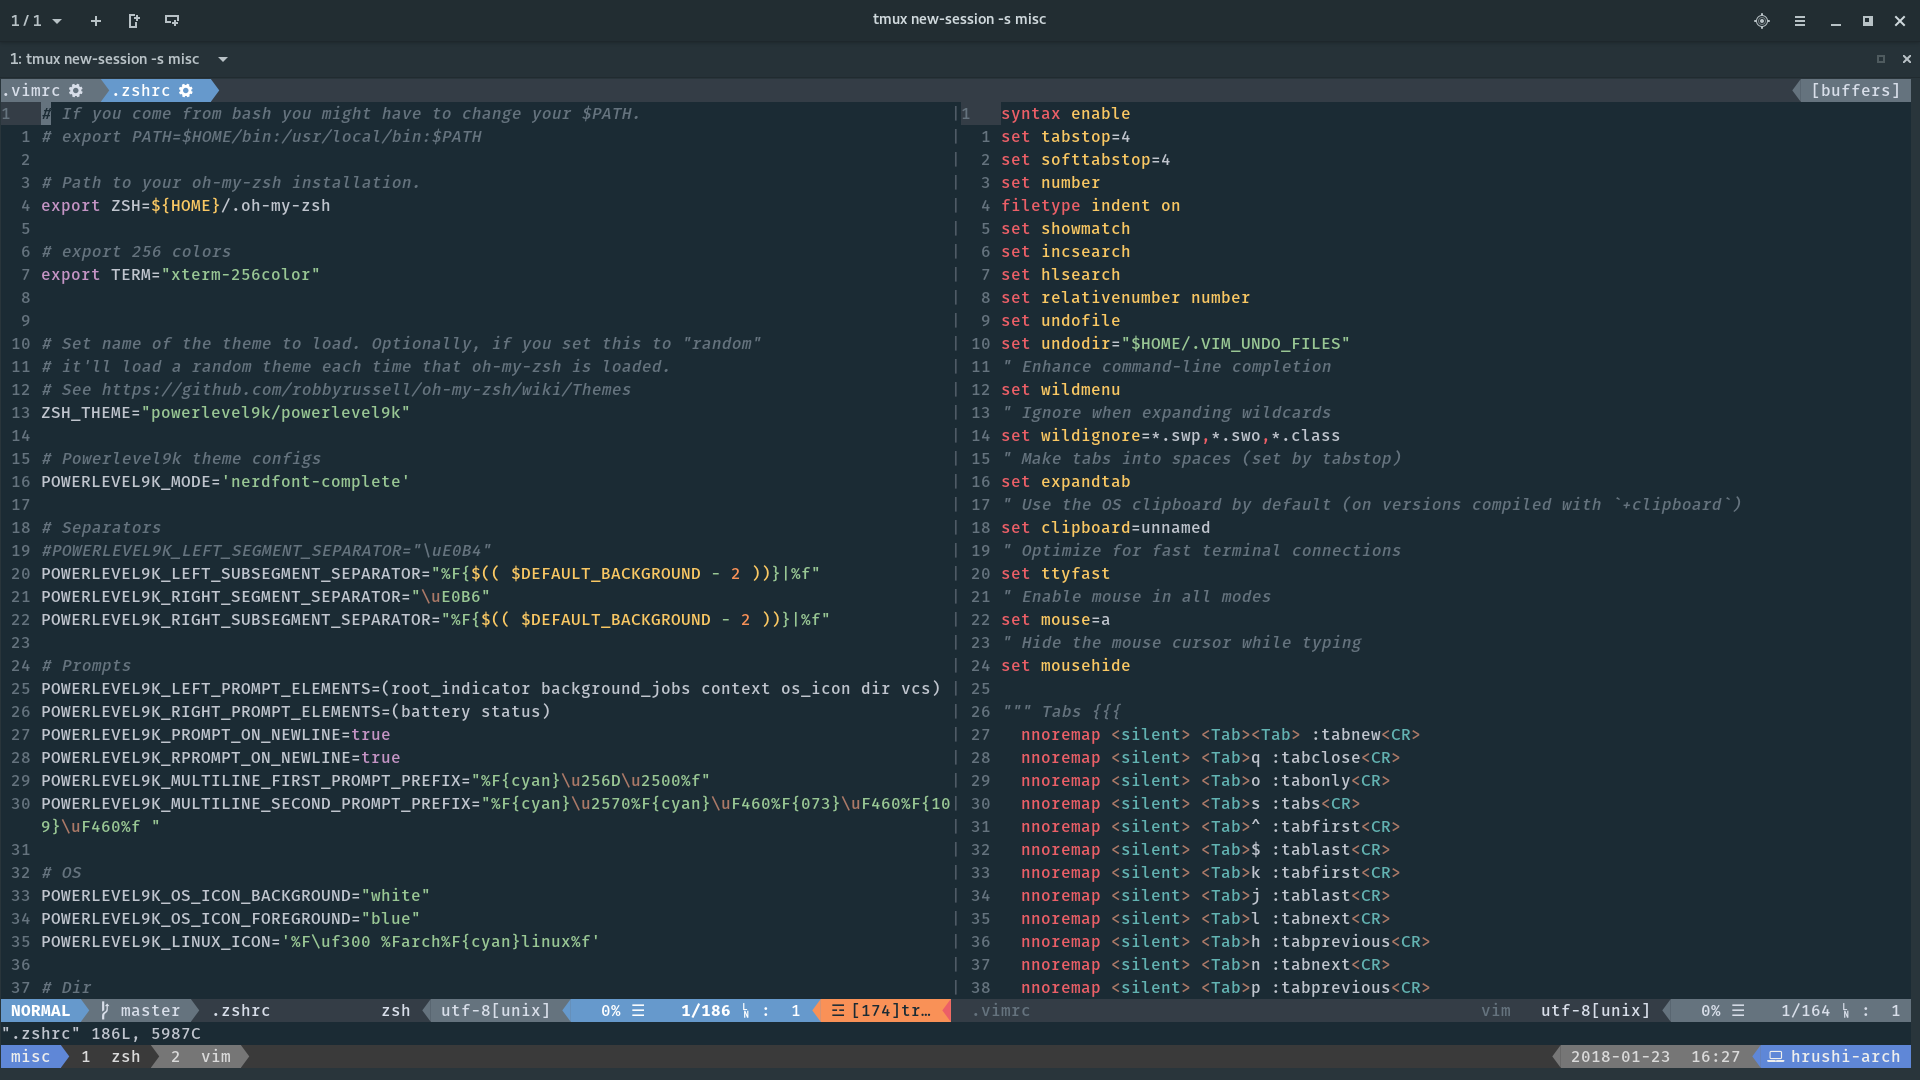 1 / 1
tmux new-session -s misc
1: tmux new-session -s misc
.vimrc .zshrc [buffers]
1 # If you come from bash you might have to change your $PATH.
1 # export PATH=$HOME/bin:/usr/local/bin:$PATH
2
3 # Path to your oh-my-zsh installation.
4 export ZSH=${HOME}/.oh-my-zsh
5
6 # export 256 colors
7 export TERM="xterm-256color"
8
9
10 # Set name of the theme to load. Optionally, if you set this to "random"
11 # it'll load a random theme each time that oh-my-zsh is loaded.
12 # See https://github.com/robbyrussell/oh-my-zsh/wiki/Themes
13 ZSH_THEME="powerlevel9k/powerlevel9k"
14
15 # Powerlevel9k theme configs
16 POWERLEVEL9K_MODE='nerdfont-complete'
17
18 # Separators
19 #POWERLEVEL9K_LEFT_SEGMENT_SEPARATOR="\uE0B4"
20 POWERLEVEL9K_LEFT_SUBSEGMENT_SEPARATOR="%F{$(( $DEFAULT_BACKGROUND - 2 ))}|%f"
21 POWERLEVEL9K_RIGHT_SEGMENT_SEPARATOR="\uE0B6"
22 POWERLEVEL9K_RIGHT_SUBSEGMENT_SEPARATOR="%F{$(( $DEFAULT_BACKGROUND - 2 ))}|%f"
23
24 # Prompts
25 POWERLEVEL9K_LEFT_PROMPT_ELEMENTS=(root_indicator background_jobs context os_icon dir vcs)
26 POWERLEVEL9K_RIGHT_PROMPT_ELEMENTS=(battery status)
27 POWERLEVEL9K_PROMPT_ON_NEWLINE=true
28 POWERLEVEL9K_RPROMPT_ON_NEWLINE=true
29 POWERLEVEL9K_MULTILINE_FIRST_PROMPT_PREFIX="%F{cyan}\u256D\u2500%f"
30 POWERLEVEL9K_MULTILINE_SECOND_PROMPT_PREFIX="%F{cyan}\u2570%F{cyan}\uF460%F{073}\uF460%F{10
9}\uF460%f "
31
32 # OS
33 POWERLEVEL9K_OS_ICON_BACKGROUND="white"
34 POWERLEVEL9K_OS_ICON_FOREGROUND="blue"
35 POWERLEVEL9K_LINUX_ICON='%F\uf300 %Farch%F{cyan}linux%f'
36
37 # Dir
NORMAL master .zshrc zsh utf-8[unix] 0% ☰ 1/186 ㏑ : 1 ☲ [174]tr…
1 syntax enable
1 set tabstop=4
2 set softtabstop=4
3 set number
4 filetype indent on
5 set showmatch
6 set incsearch
7 set hlsearch
8 set relativenumber number
9 set undofile
10 set undodir="$HOME/.VIM_UNDO_FILES"
11 " Enhance command-line completion
12 set wildmenu
13 " Ignore when expanding wildcards
14 set wildignore=*.swp,*.swo,*.class
15 " Make tabs into spaces (set by tabstop)
16 set expandtab
17 " Use the OS clipboard by default (on versions compiled with `+clipboard`)
18 set clipboard=unnamed
19 " Optimize for fast terminal connections
20 set ttyfast
21 " Enable mouse in all modes
22 set mouse=a
23 " Hide the mouse cursor while typing
24 set mousehide
25
26 """ Tabs {{{
27 nnoremap <silent> <Tab><Tab> :tabnew<CR>
28 nnoremap <silent> <Tab>q :tabclose<CR>
29 nnoremap <silent> <Tab>o :tabonly<CR>
30 nnoremap <silent> <Tab>s :tabs<CR>
31 nnoremap <silent> <Tab>^ :tabfirst<CR>
32 nnoremap <silent> <Tab>$ :tablast<CR>
33 nnoremap <silent> <Tab>k :tabfirst<CR>
34 nnoremap <silent> <Tab>j :tablast<CR>
35 nnoremap <silent> <Tab>l :tabnext<CR>
36 nnoremap <silent> <Tab>h :tabprevious<CR>
37 nnoremap <silent> <Tab>n :tabnext<CR>
38 nnoremap <silent> <Tab>p :tabprevious<CR>
.vimrc vim utf-8[unix] 0% ☰ 1/164 ㏑ : 1
".zshrc" 186L, 5987C
misc 1 zsh 2 vim 2018-01-23 16:27 hrushi-arch